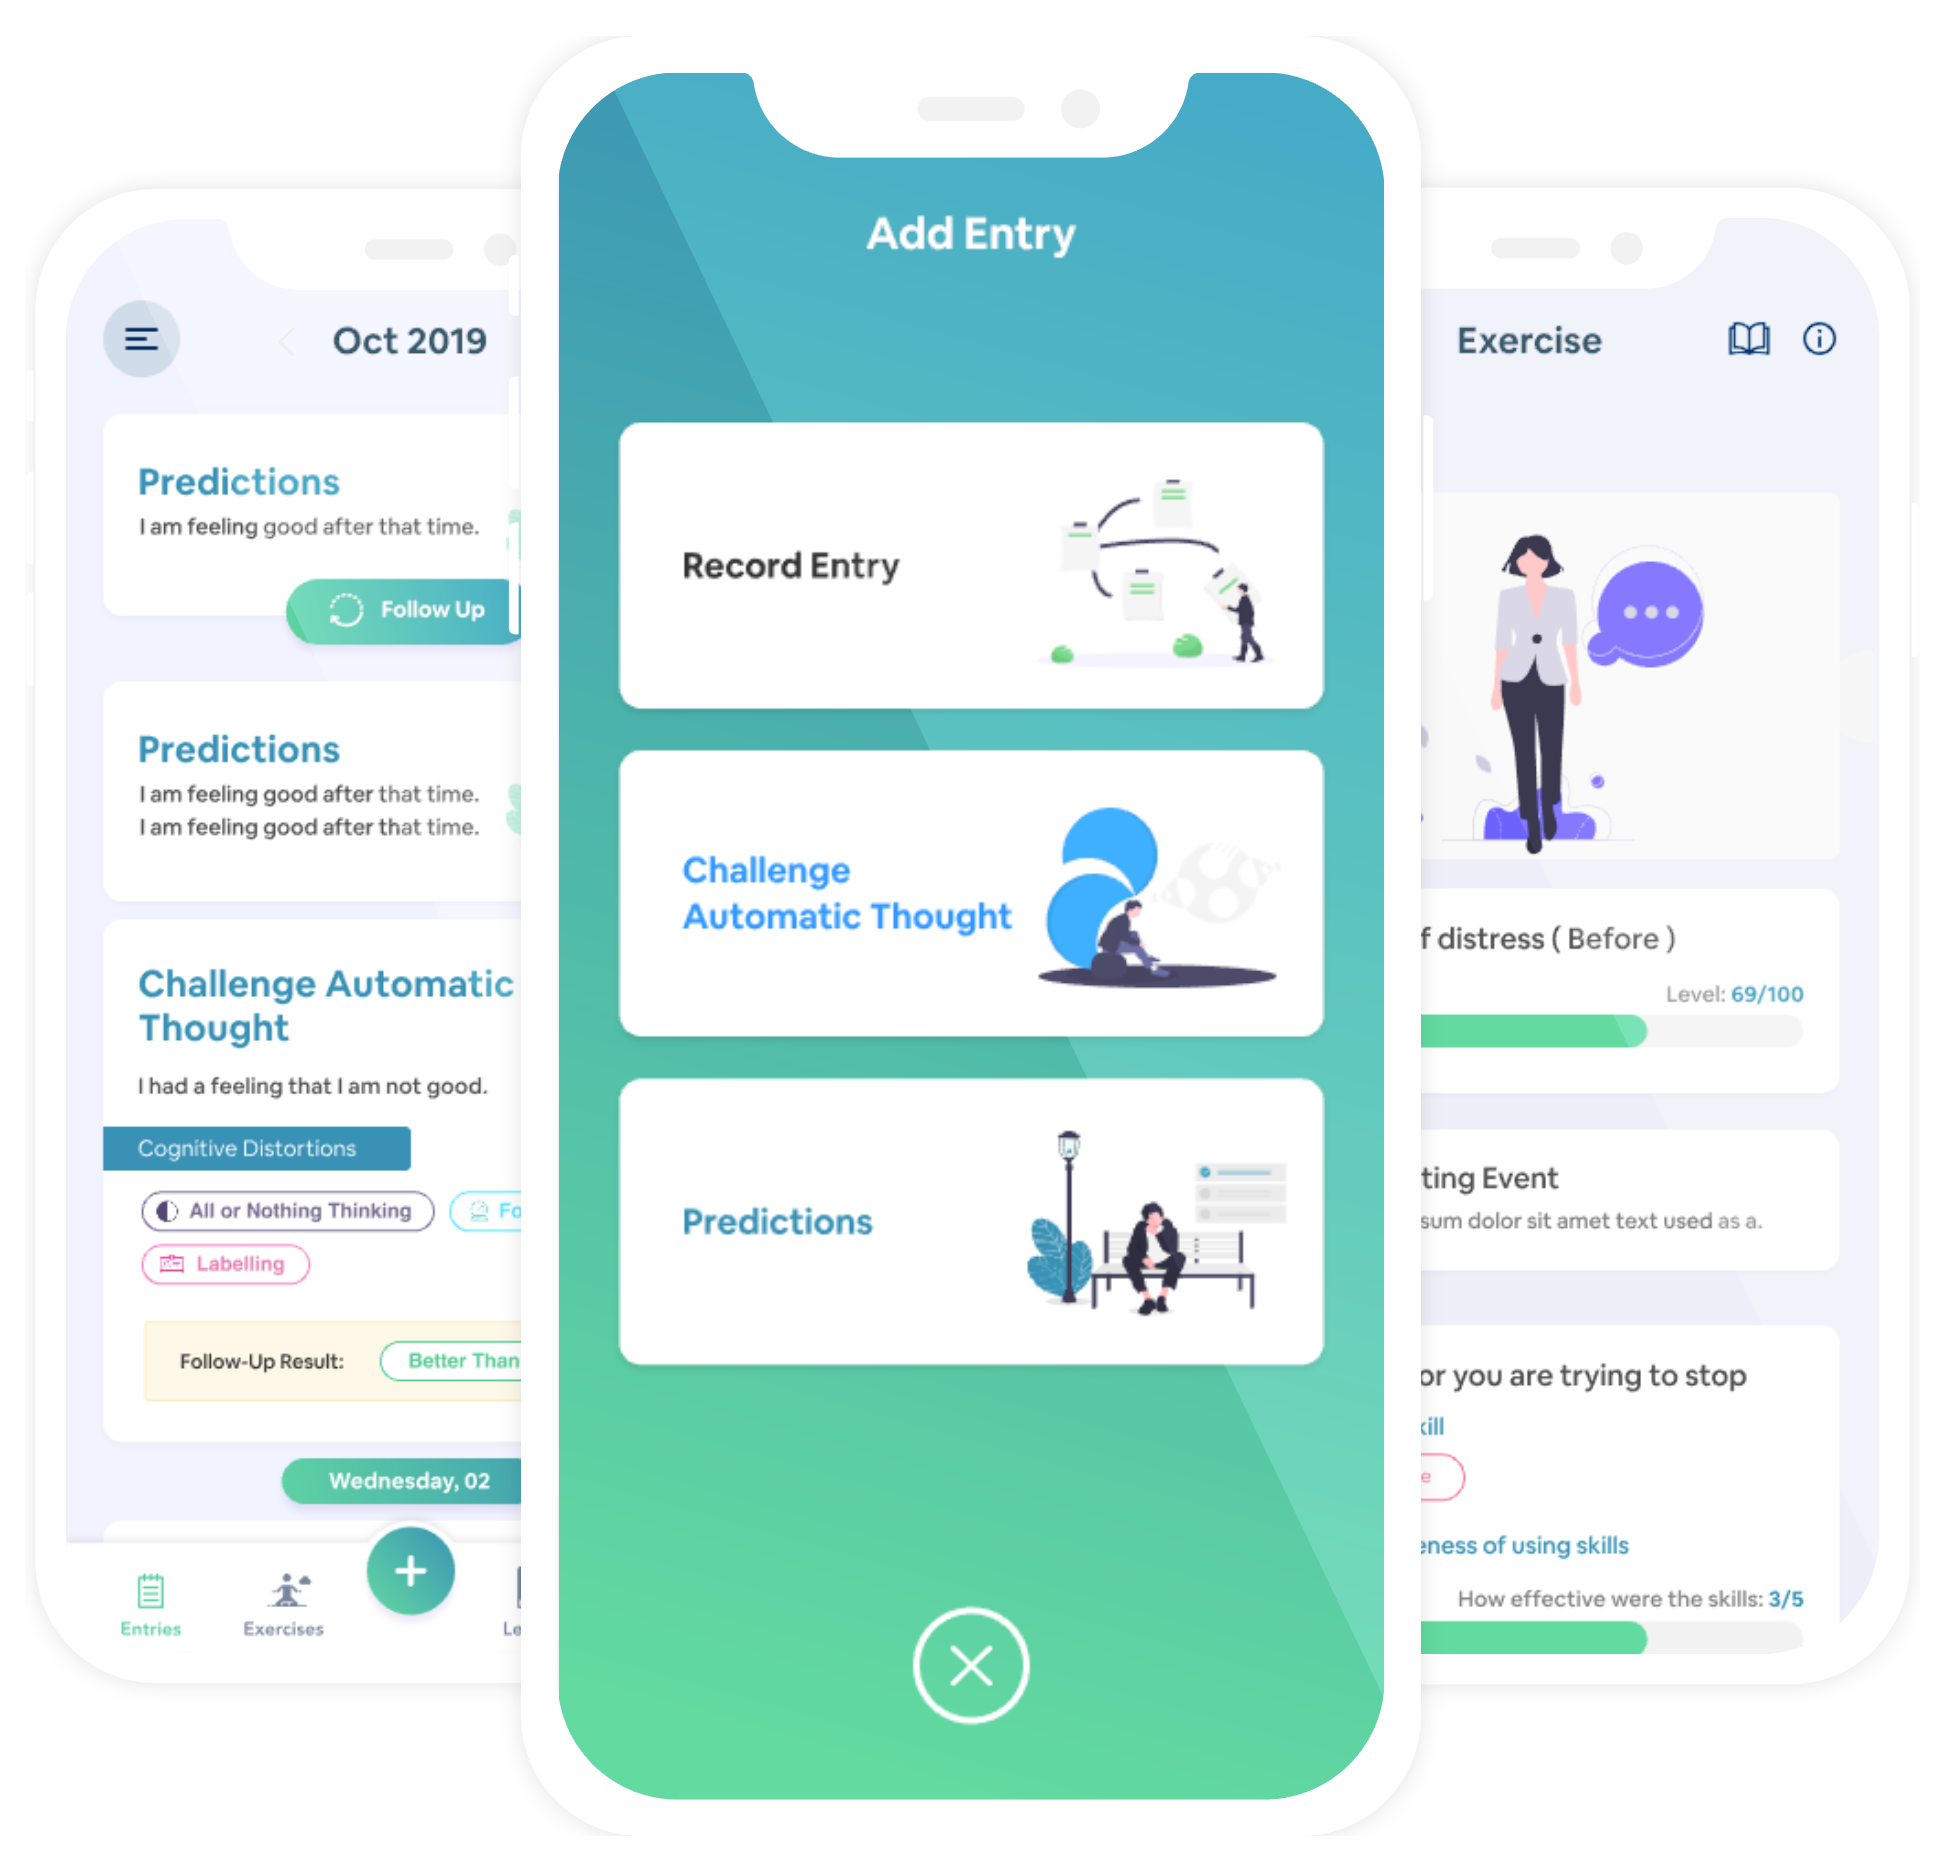 Oct 2019
Predictions
I am feeling good after that time.
Follow Up
Predictions
I am feeling good after that time.
I am feeling good after that time.
Challenge Automatic
Thought
I had a feeling that I am not good.
Cognitive Distortions
All or Nothing Thinking
Fo
Labelling
Follow-Up Result:
Better Than
Wednesday, 02
Entries
Exercises
Le
Add Entry
Record Entry
Challenge
Automatic Thought
Predictions
Exercise
f distress ( Before )
Level: 69/100
ting Event
sum dolor sit amet text used as a.
or you are trying to stop
kill
e
eness of using skills
How effective were the skills: 3/5